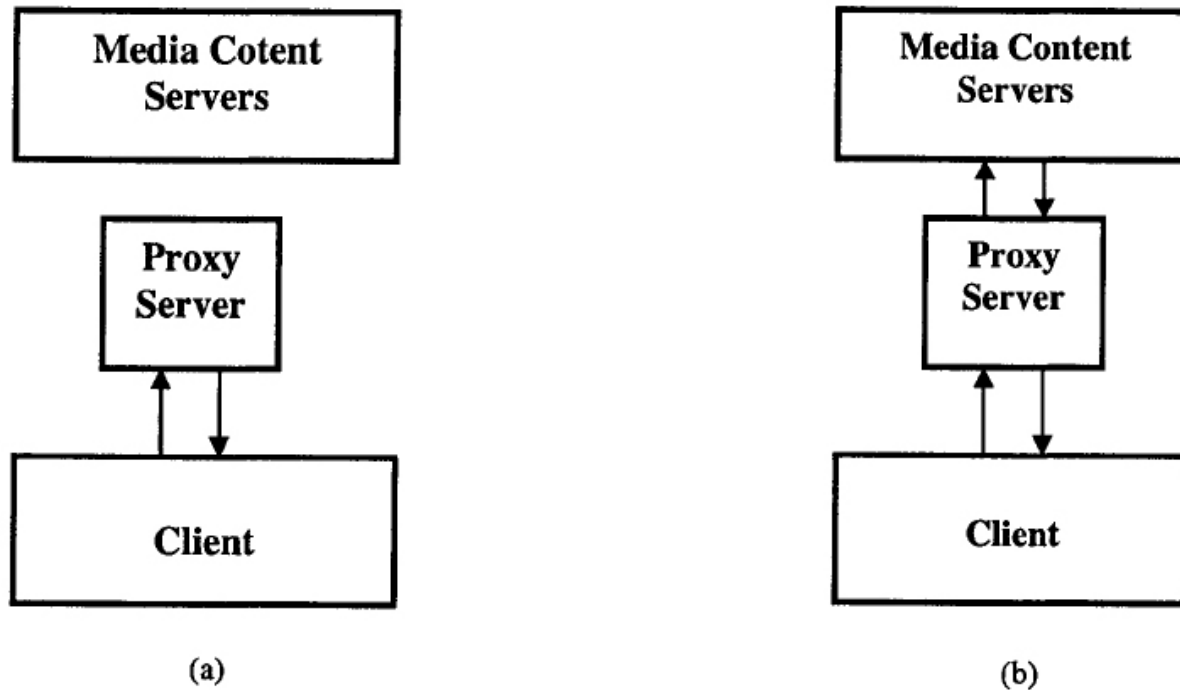 Media Cotent
Servers
Proxy
Server
Client
(a)
Media Content
Servers
Proxy
Server
Client
(b)